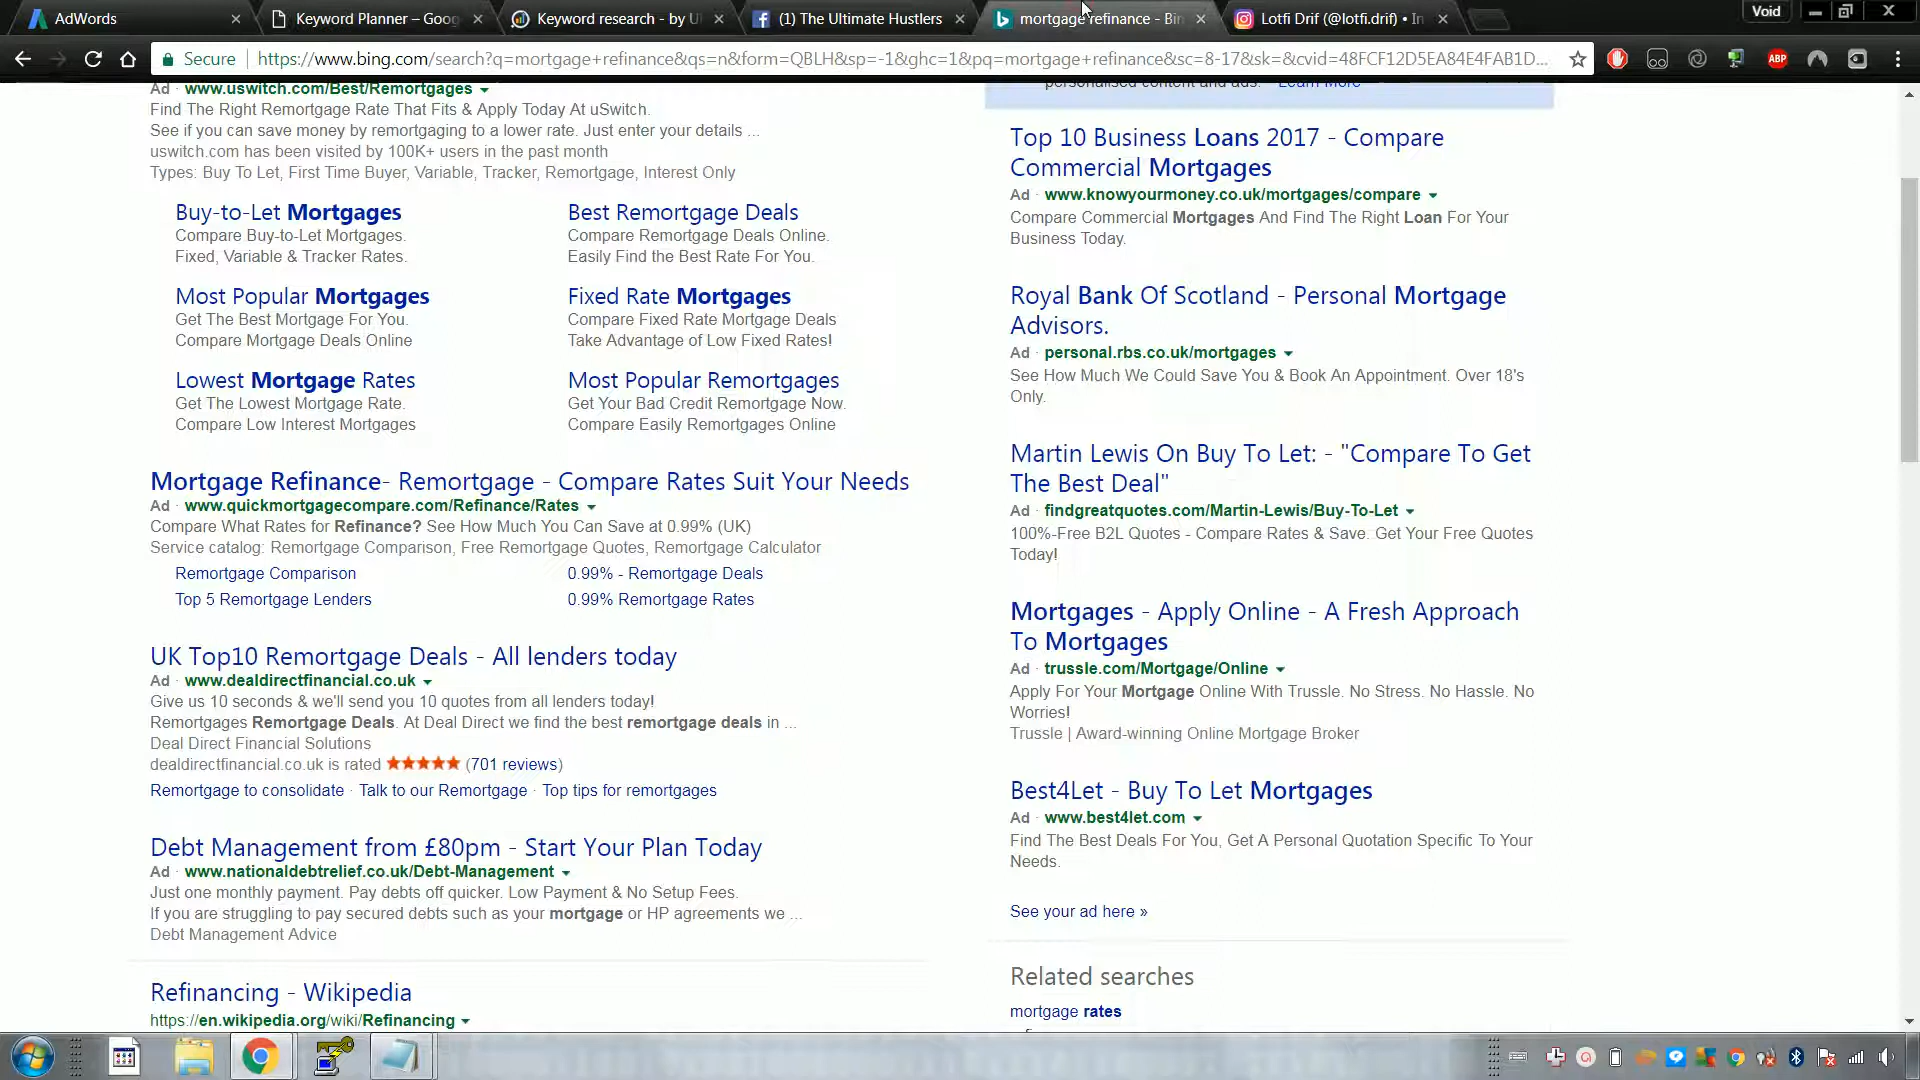 AdWords
Keyword Planner – Goog
Keyword research - by U
(1) The Ultimate Hustlers
mortgage refinance - Bin
Lotfi Drif (@lotfi.drif) • In
Void
Secure
https://www.bing.com/search?q=mortgage+refinance&qs=n&form=QBLH&sp=-1&ghc=1&pq=mortgage+refinance&sc=8-17&sk=&cvid=48FCF12D5EA84E4FAB1D...
ABP
Ad · www.uswitch.com/Best/Remortgages
Find The Right Remortgage Rate That Fits & Apply Today At uSwitch.
See if you can save money by remortgaging to a lower rate. Just enter your details ...
uswitch.com has been visited by 100K+ users in the past month
Types: Buy To Let, First Time Buyer, Variable, Tracker, Remortgage, Interest Only
Buy-to-Let Mortgages
Compare Buy-to-Let Mortgages.
Fixed, Variable & Tracker Rates.
Best Remortgage Deals
Compare Remortgage Deals Online.
Easily Find the Best Rate For You.
Most Popular Mortgages
Get The Best Mortgage For You.
Compare Mortgage Deals Online
Fixed Rate Mortgages
Compare Fixed Rate Mortgage Deals
Take Advantage of Low Fixed Rates!
Lowest Mortgage Rates
Get The Lowest Mortgage Rate.
Compare Low Interest Mortgages
Most Popular Remortgages
Get Your Bad Credit Remortgage Now.
Compare Easily Remortgages Online
Mortgage Refinance- Remortgage - Compare Rates Suit Your Needs
Ad · www.quickmortgagecompare.com/Refinance/Rates
Compare What Rates for Refinance? See How Much You Can Save at 0.99% (UK)
Service catalog: Remortgage Comparison, Free Remortgage Quotes, Remortgage Calculator
Remortgage Comparison
0.99% - Remortgage Deals
Top 5 Remortgage Lenders
0.99% Remortgage Rates
UK Top10 Remortgage Deals - All lenders today
Ad · www.dealdirectfinancial.co.uk
Give us 10 seconds & we'll send you 10 quotes from all lenders today!
Remortgages Remortgage Deals. At Deal Direct we find the best remortgage deals in ...
Deal Direct Financial Solutions
dealdirectfinancial.co.uk is rated ★★★★★ (701 reviews)
Remortgage to consolidate · Talk to our Remortgage · Top tips for remortgages
Debt Management from £80pm - Start Your Plan Today
Ad · www.nationaldebtrelief.co.uk/Debt-Management
Just one monthly payment. Pay debts off quicker. Low Payment & No Setup Fees.
If you are struggling to pay secured debts such as your mortgage or HP agreements we ...
Debt Management Advice
Refinancing - Wikipedia
https://en.wikipedia.org/wiki/Refinancing
personalised content and ads. Learn More
Top 10 Business Loans 2017 - Compare
Commercial Mortgages
Ad · www.knowyourmoney.co.uk/mortgages/compare
Compare Commercial Mortgages And Find The Right Loan For Your
Business Today.
Royal Bank Of Scotland - Personal Mortgage
Advisors.
Ad · personal.rbs.co.uk/mortgages
See How Much We Could Save You & Book An Appointment. Over 18's
Only.
Martin Lewis On Buy To Let: - "Compare To Get
The Best Deal"
Ad · findgreatquotes.com/Martin-Lewis/Buy-To-Let
100%-Free B2L Quotes - Compare Rates & Save. Get Your Free Quotes
Today!
Mortgages - Apply Online - A Fresh Approach
To Mortgages
Ad · trussle.com/Mortgage/Online
Apply For Your Mortgage Online With Trussle. No Stress. No Hassle. No
Worries!
Trussle | Award-winning Online Mortgage Broker
Best4Let - Buy To Let Mortgages
Ad · www.best4let.com
Find The Best Deals For You, Get A Personal Quotation Specific To Your
Needs.
See your ad here »
Related searches
mortgage rates